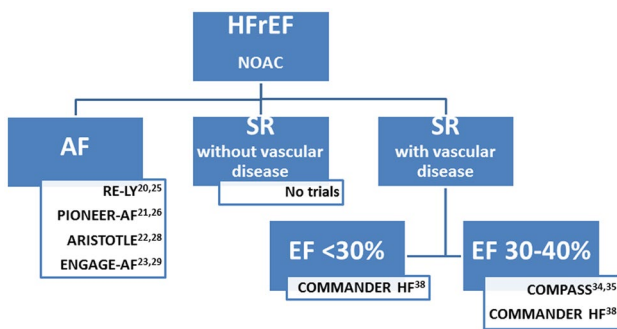 HFrEF
NOAC
AF
RE-LY20,25
PIONEER-AF21,26
ARISTOTLE22,28
ENGAGE-AF23,29
SR
without vascular
disease
No trials
SR
with vascular
disease
EF <30%
COMMANDER HF38
EF 30-40%
COMPASS34,35
COMMANDER HF38